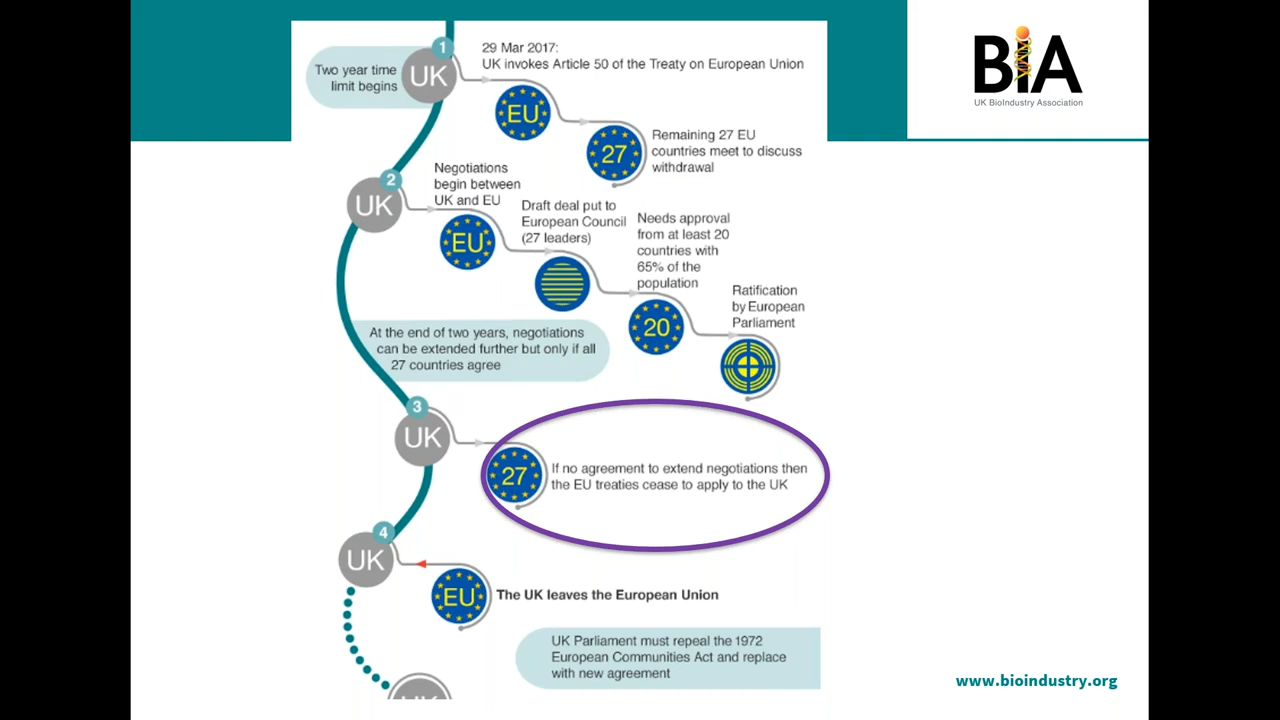 BiA
UK BioIndustry Association
1
UK
Two year time
limit begins
29 Mar 2017:
UK invokes Article 50 of the Treaty on European Union
EU
27
Remaining 27 EU
countries meet to discuss
withdrawal
2
UK
Negotiations
begin between
UK and EU
EU
Draft deal put to
European Council
(27 leaders)
Needs approval
from at least 20
countries with
65% of the
population
20
Ratification
by European
Parliament
At the end of two years, negotiations
can be extended further but only if all
27 countries agree
3
UK
27
If no agreement to extend negotiations then
the EU treaties cease to apply to the UK
4
UK
EU
The UK leaves the European Union
UK Parliament must repeal the 1972
European Communities Act and replace
with new agreement
UK
www.bioindustry.org